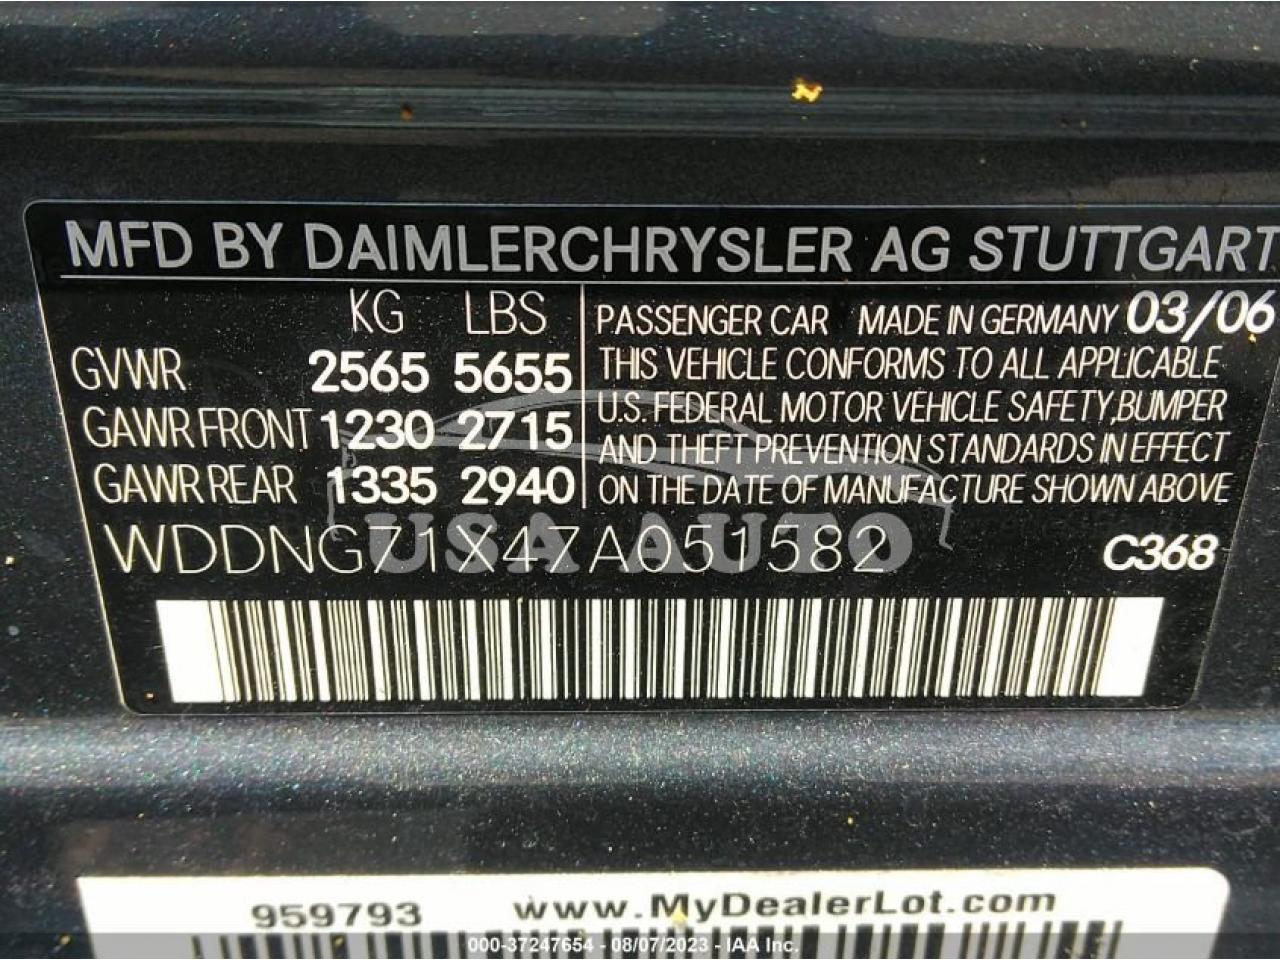 MFD BY DAIMLERCHRYSLER AG STUTTGART
KG LBS
GVWR 2565 5655
GAWR FRONT 1230 2715
GAWR REAR 1335 2940
PASSENGER CAR MADE IN GERMANY 03/06
THIS VEHICLE CONFORMS TO ALL APPLICABLE
U.S. FEDERAL MOTOR VEHICLE SAFETY, BUMPER
AND THEFT PREVENTION STANDARDS IN EFFECT
ON THE DATE OF MANUFACTURE SHOWN ABOVE
WDDNG71X47A051582 C368
USA AUTO
959793 www.MyDealerLot.com
000-37247654 - 08/07/2023 - IAA Inc.